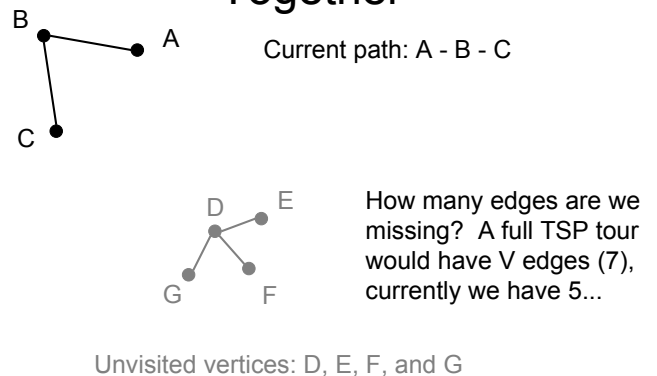 Together
B
A
Current path: A - B - C
C
D
E
G
F
How many edges are we
missing? A full TSP tour
would have V edges (7),
currently we have 5...
Unvisited vertices: D, E, F, and G